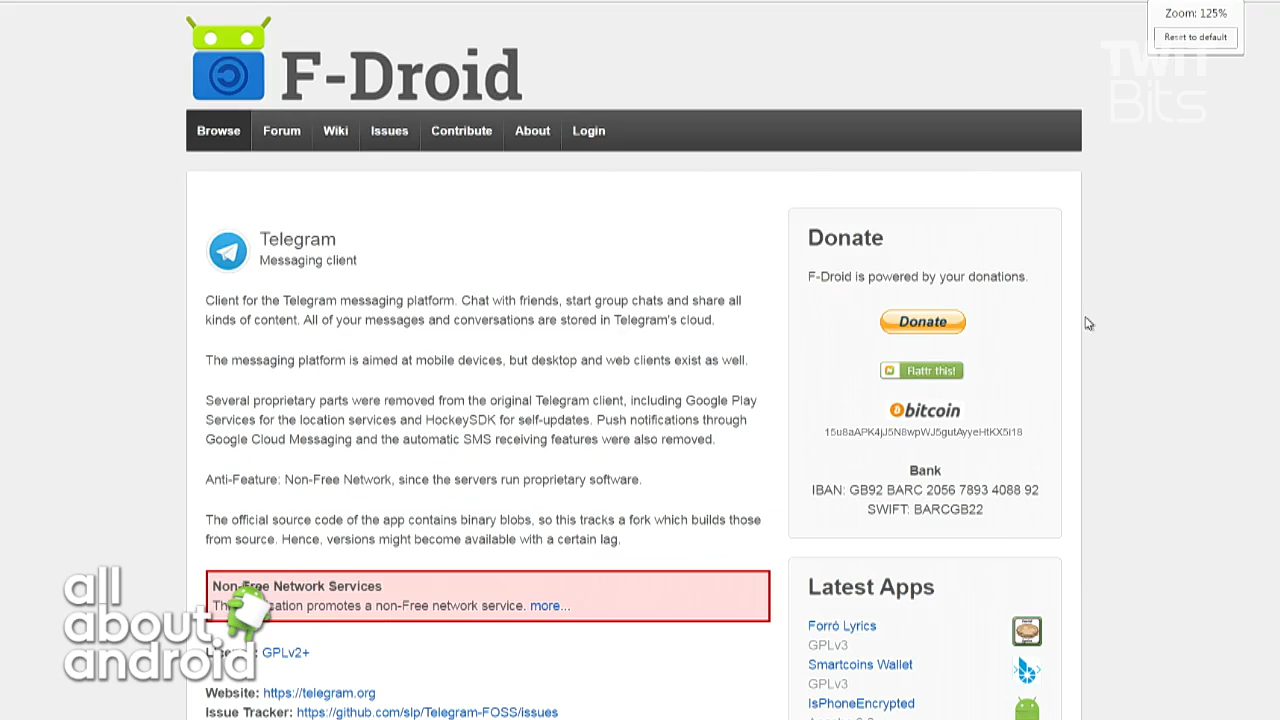 Zoom: 125%
Reset to default
TWiT
Bits
F-Droid
Browse Forum Wiki Issues Contribute About Login
Telegram
Messaging client
Client for the Telegram messaging platform. Chat with friends, start group chats and share all
kinds of content. All of your messages and conversations are stored in Telegram's cloud.
The messaging platform is aimed at mobile devices, but desktop and web clients exist as well.
Several proprietary parts were removed from the original Telegram client, including Google Play
Services for the location services and HockeySDK for self-updates. Push notifications through
Google Cloud Messaging and the automatic SMS receiving features were also removed.
Anti-Feature: Non-Free Network, since the servers run proprietary software.
The official source code of the app contains binary blobs, so this tracks a fork which builds those
from source. Hence, versions might become available with a certain lag.
Non-Free Network Services
promotes a non-Free network service. more...
GPLv2+
Website: https://telegram.org
Issue Tracker: https://github.com/slp/Telegram-FOSS/issues
Donate
F-Droid is powered by your donations.
Donate
Flattr this!
bitcoin
15u8aAPK4jJ5N8wpWJ5gutAyyeHtKX5i18
Bank
IBAN: GB92 BARC 2056 7893 4088 92
SWIFT: BARCGB22
Latest Apps
Forró Lyrics
GPLv3
Smartcoins Wallet
GPLv3
IsPhoneEncrypted
all
about
android